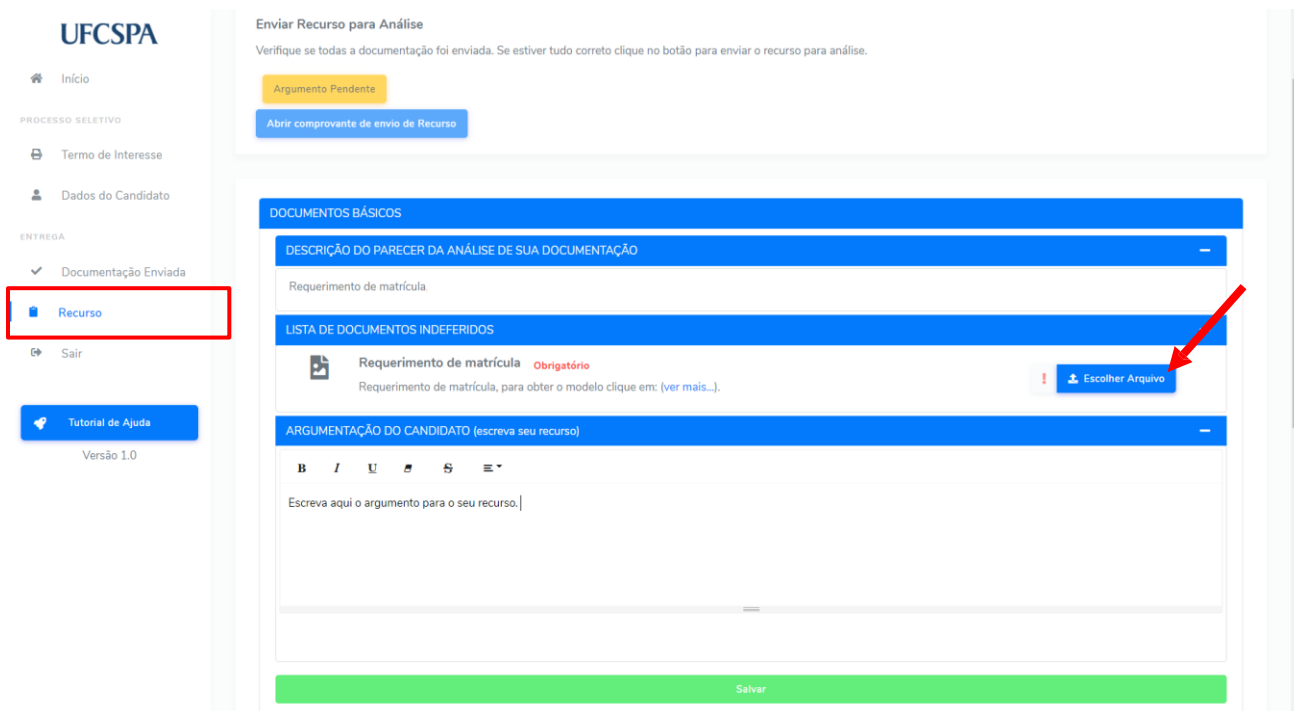 UFCSPA
Início
PROCESSO SELETIVO
Termo de Interesse
Dados do Candidato
ENTREGA
Documentação Enviada
Recurso
Sair
Tutorial de Ajuda
Versão 1.0
Enviar Recurso para Análise
Verifique se todas a documentação foi enviada. Se estiver tudo correto clique no botão para enviar o recurso para análise.
Argumento Pendente
Abrir comprovante de envio de Recurso
DOCUMENTOS BÁSICOS
DESCRIÇÃO DO PARECER DA ANÁLISE DE SUA DOCUMENTAÇÃO
Requerimento de matrícula.
LISTA DE DOCUMENTOS INDEFERIDOS
Requerimento de matrícula Obrigatório
Requerimento de matrícula, para obter o modelo clique em: (ver mais...).
! Escolher Arquivo
ARGUMENTAÇÃO DO CANDIDATO (escreva seu recurso)
B I U S
Escreva aqui o argumento para o seu recurso.
Salvar